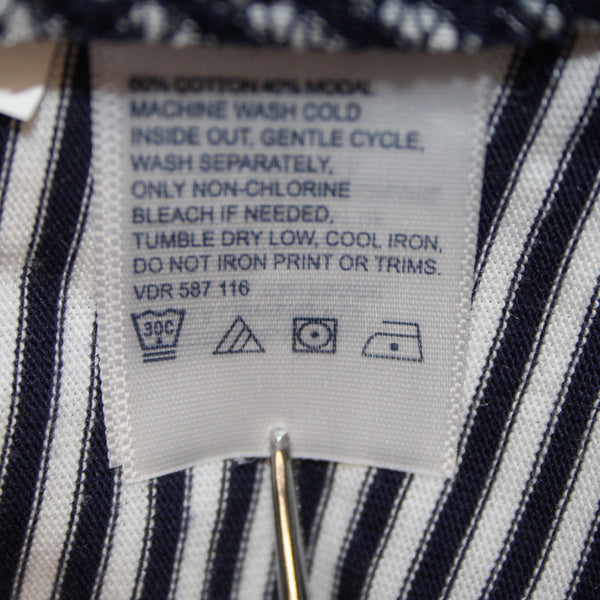 60% COTTON 40% MODAL
MACHINE WASH COLD
INSIDE OUT, GENTLE CYCLE,
WASH SEPARATELY,
ONLY NON-CHLORINE
BLEACH IF NEEDED,
TUMBLE DRY LOW, COOL IRON,
DO NOT IRON PRINT OR TRIMS.
VDR 587 116
30C